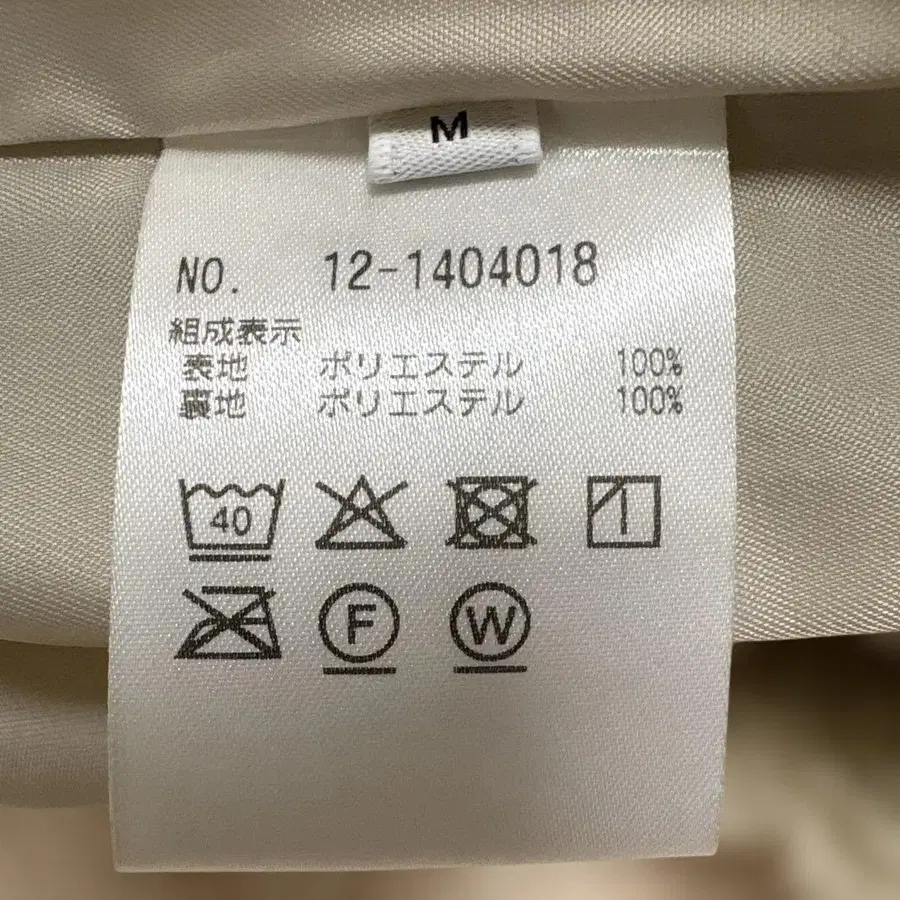 M
NO. 12-1404018
組成表示
表地 ポリエステル 100%
裏地 ポリエステル 100%
40
F W